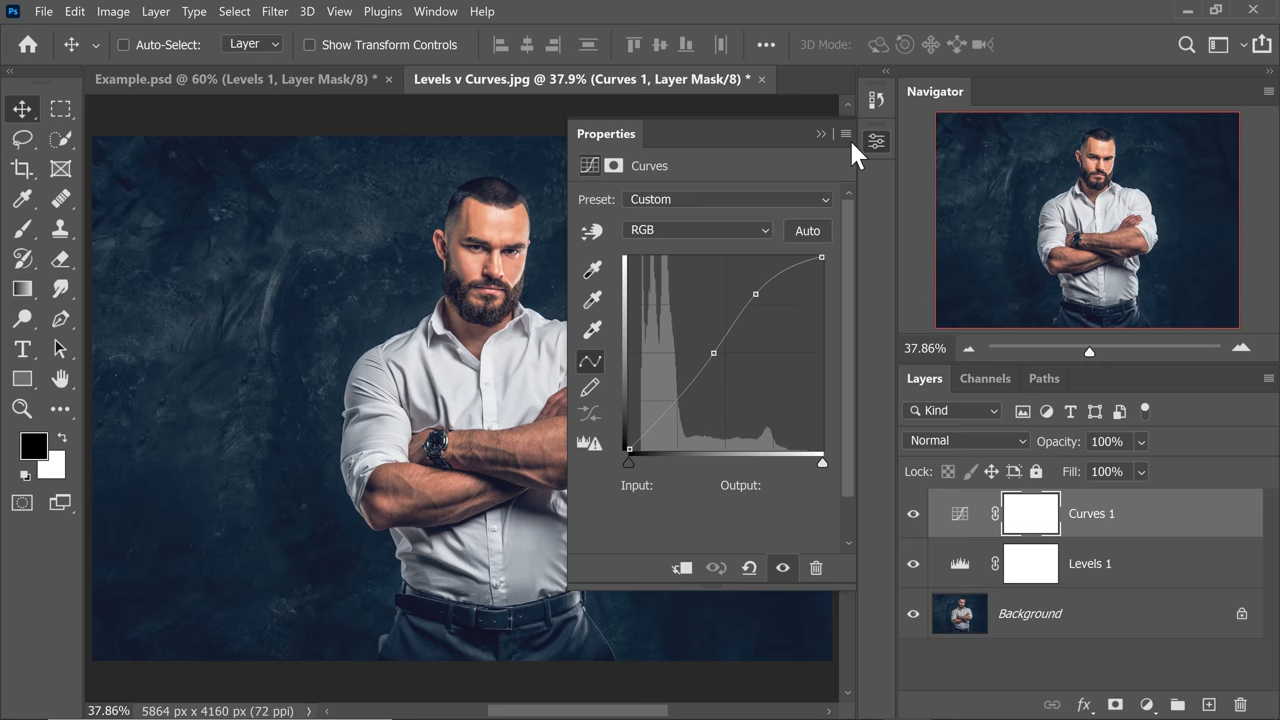 Ps File Edit Image Layer Type Select Filter 3D View Plugins Window Help
Auto-Select: Layer Show Transform Controls 3D Mode:
Example.psd @ 60% (Levels 1, Layer Mask/8) *
Levels v Curves.jpg @ 37.9% (Curves 1, Layer Mask/8) *
Properties
Curves
Preset: Custom
RGB Auto
Input: Output:
Navigator
37.86%
Layers Channels Paths
Kind
Normal Opacity: 100%
Lock: Fill: 100%
Curves 1
Levels 1
Background
fx
37.86% 5864 px x 4160 px (72 ppi)